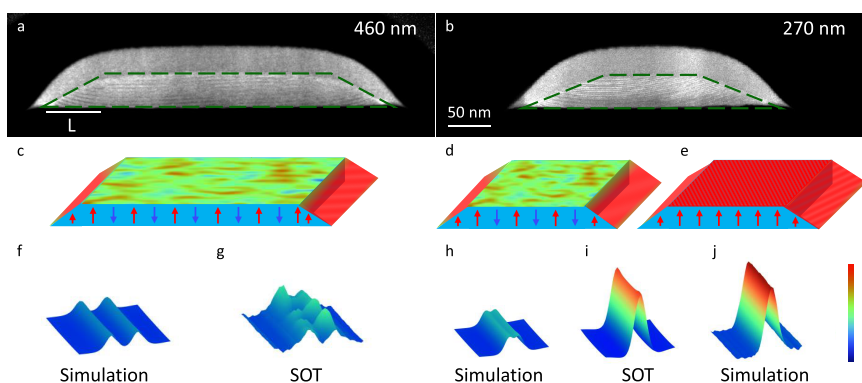 a
460 nm
L
b
270 nm
50 nm
c
d
e
f
g
h
i
j
Simulation
SOT
Simulation
SOT
Simulation